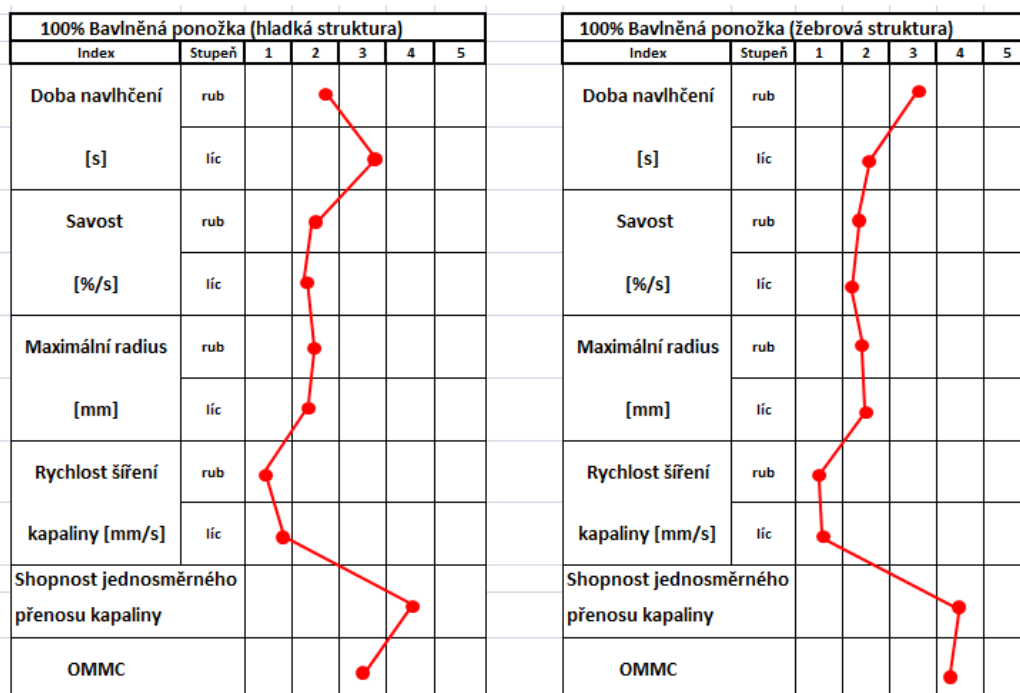 100% Bavlněná ponožka (hladká struktura)
Index Stupeň 1 2 3 4 5
Doba navlhčení rub
[s] líc
Savost rub
[%/s] líc
Maximální radius rub
[mm] líc
Rychlost šíření rub
kapaliny [mm/s] líc
Shopnost jednosměrného
přenosu kapaliny
OMMC
100% Bavlněná ponožka (žebrová struktura)
Index Stupeň 1 2 3 4 5
Doba navlhčení rub
[s] líc
Savost rub
[%/s] líc
Maximální radius rub
[mm] líc
Rychlost šíření rub
kapaliny [mm/s] líc
Shopnost jednosměrného
přenosu kapaliny
OMMC